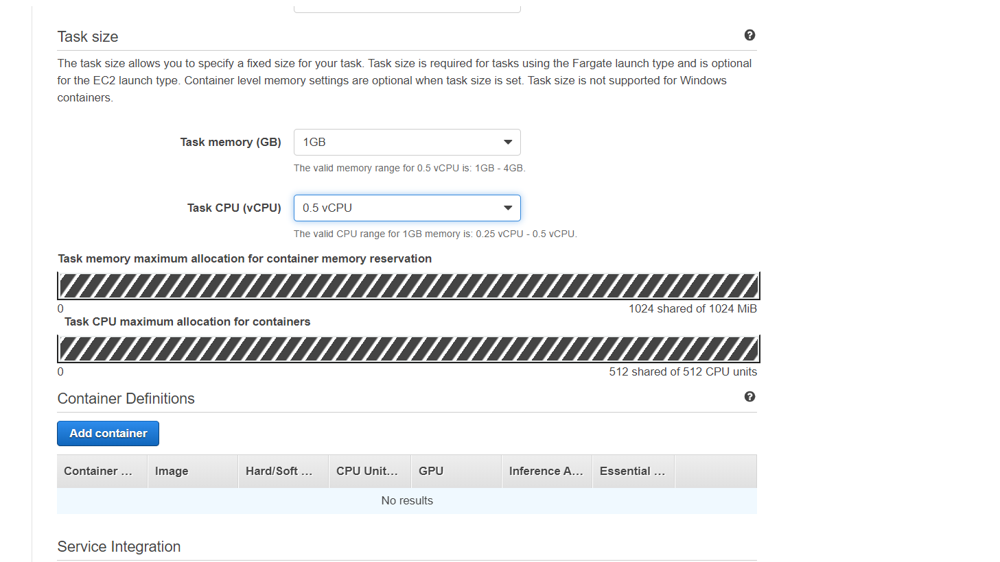 Task size
The task size allows you to specify a fixed size for your task. Task size is required for tasks using the Fargate launch type and is optional
for the EC2 launch type. Container level memory settings are optional when task size is set. Task size is not supported for Windows
containers.
Task memory (GB)
1GB
The valid memory range for 0.5 vCPU is: 1GB - 4GB.
Task CPU (vCPU)
0.5 vCPU
The valid CPU range for 1GB memory is: 0.25 vCPU - 0.5 vCPU.
Task memory maximum allocation for container memory reservation
0
1024 shared of 1024 MiB
Task CPU maximum allocation for containers
0
512 shared of 512 CPU units
Container Definitions
Add container
Container ... Image Hard/Soft ... CPU Unit... GPU Inference A... Essential ...
No results
Service Integration